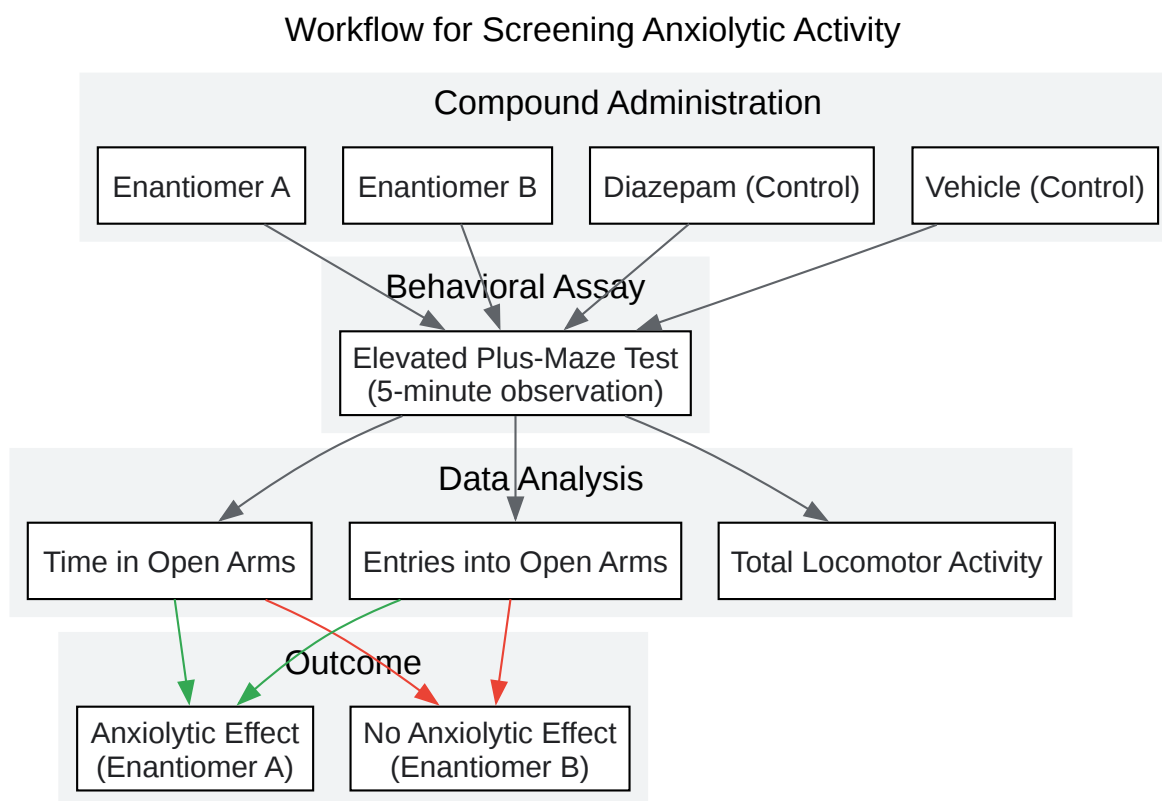 Workflow for Screening Anxiolytic Activity
Compound Administration
Enantiomer A
Enantiomer B
Diazepam (Control)
Vehicle (Control)
Behavioral Assay
Elevated Plus-Maze Test
(5-minute observation)
Data Analysis
Time in Open Arms
Entries into Open Arms
Total Locomotor Activity
Outcome
Anxiolytic Effect
(Enantiomer A)
No Anxiolytic Effect
(Enantiomer B)